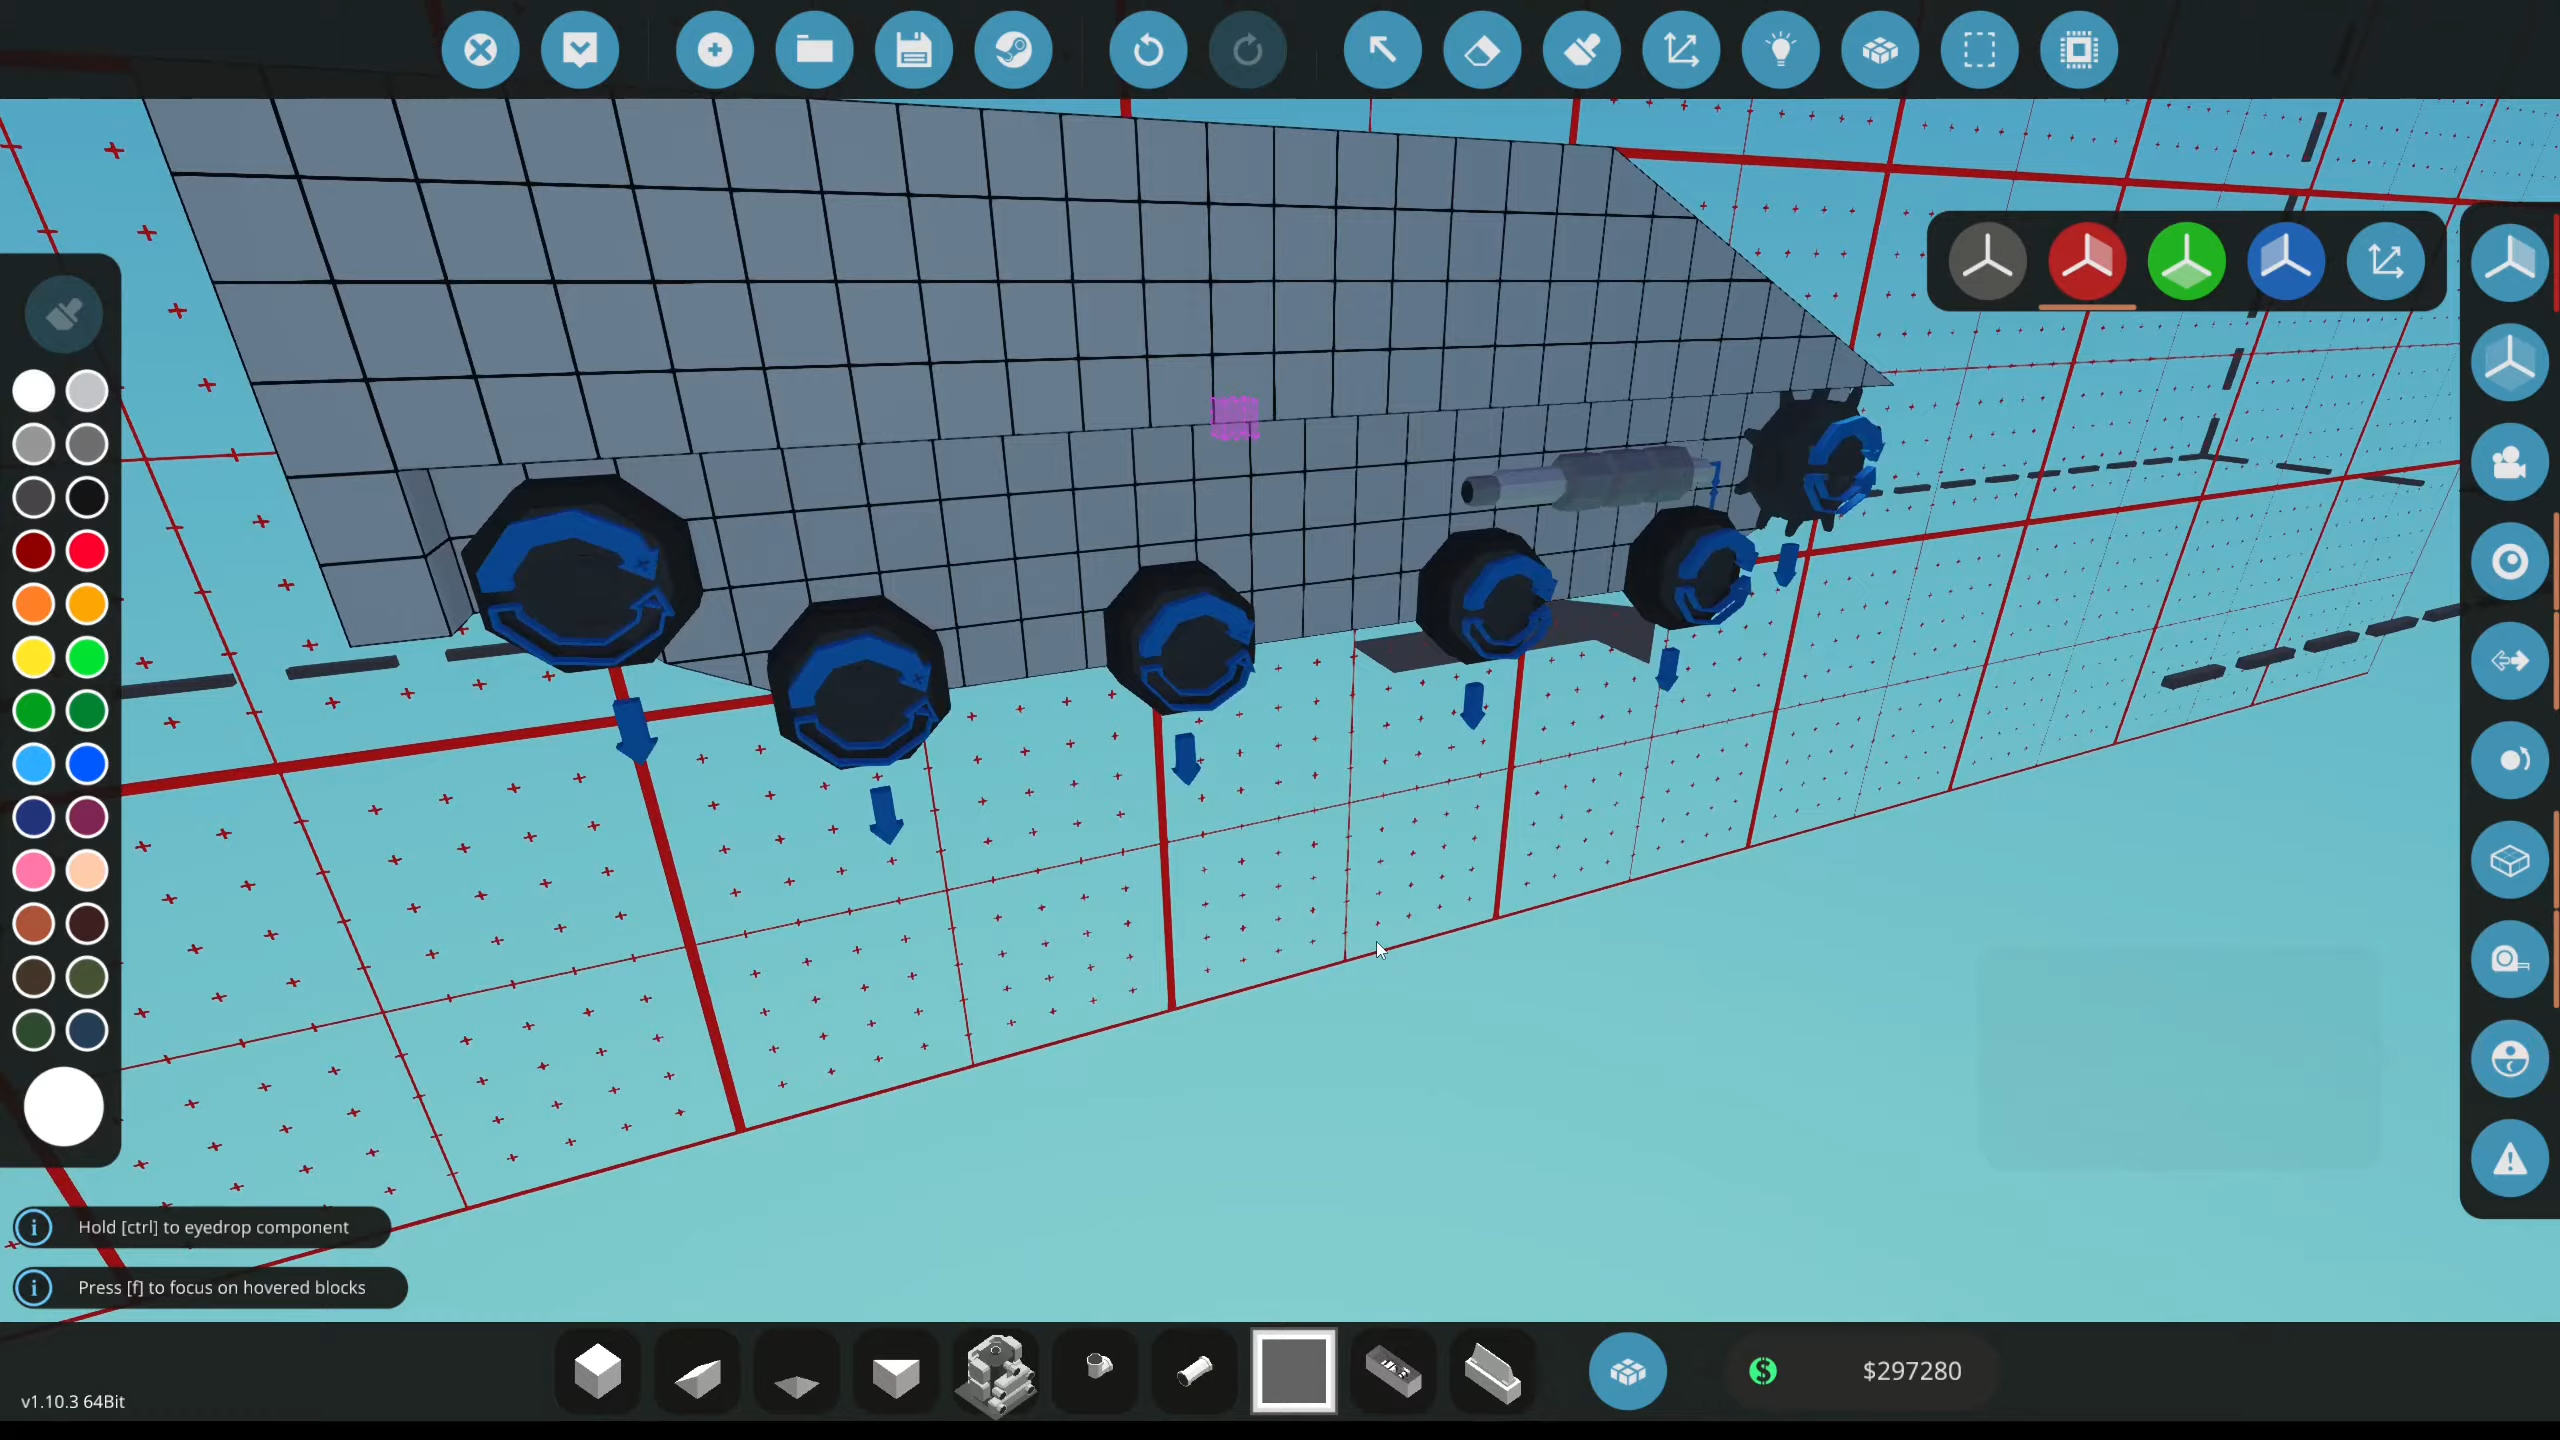 Hold [ctrl] to eyedrop component
Press [f] to focus on hovered blocks
v1.10.3 64Bit
$297280